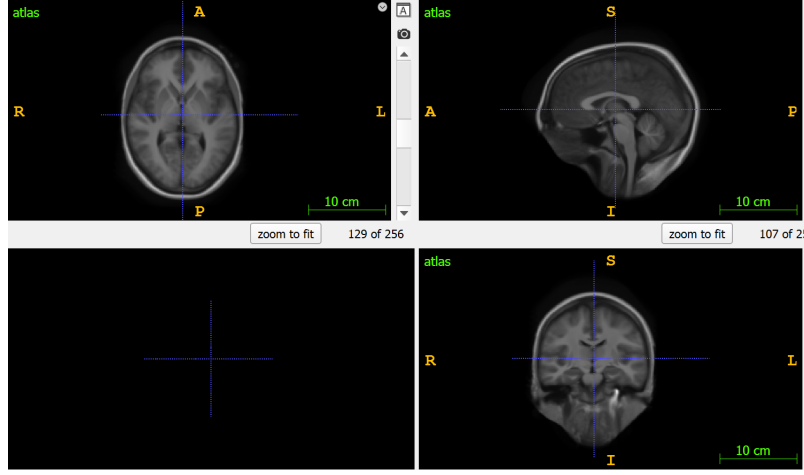 atlas
A
A
R
L
P
10 cm
zoom to fit
129 of 256
atlas
S
A
P
I
10 cm
zoom to fit
107 of 25
atlas
S
R
L
I
10 cm